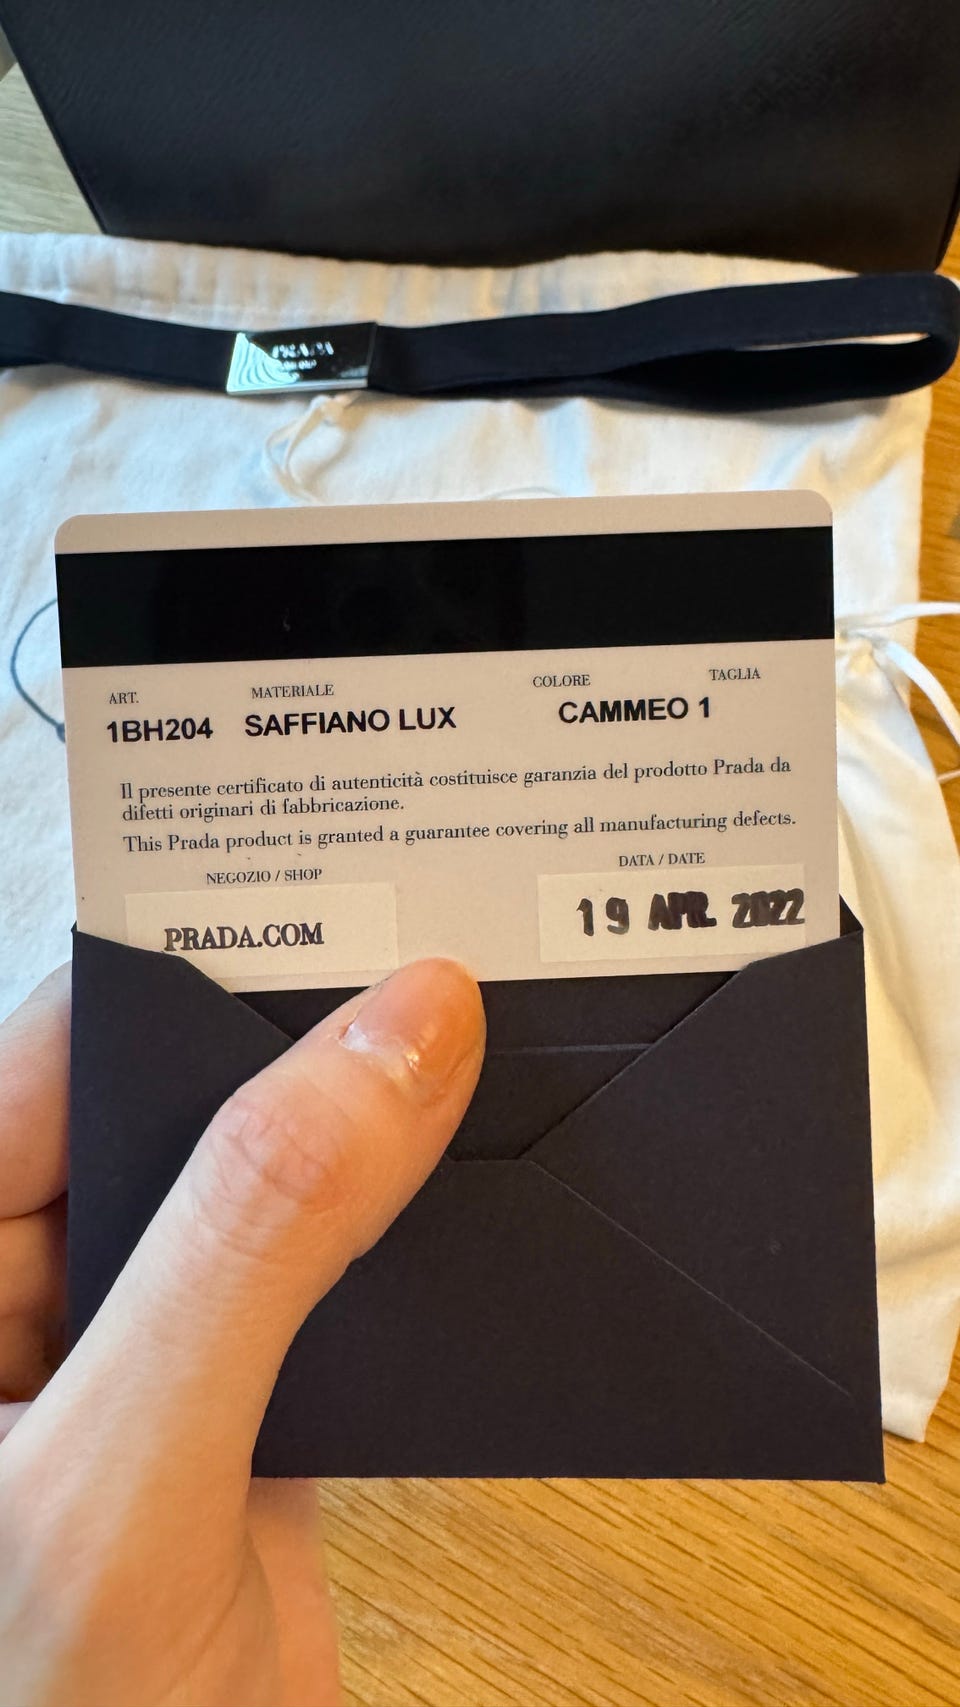 PRADA
ART. MATERIALE COLORE TAGLIA
1BH204 SAFFIANO LUX CAMMEO 1
Il presente certificato di autenticità costituisce garanzia del prodotto Prada da
difetti originari di fabbricazione.
This Prada product is granted a guarantee covering all manufacturing defects.
NEGOZIO / SHOP DATA / DATE
PRADA.COM 19 APR. 2022